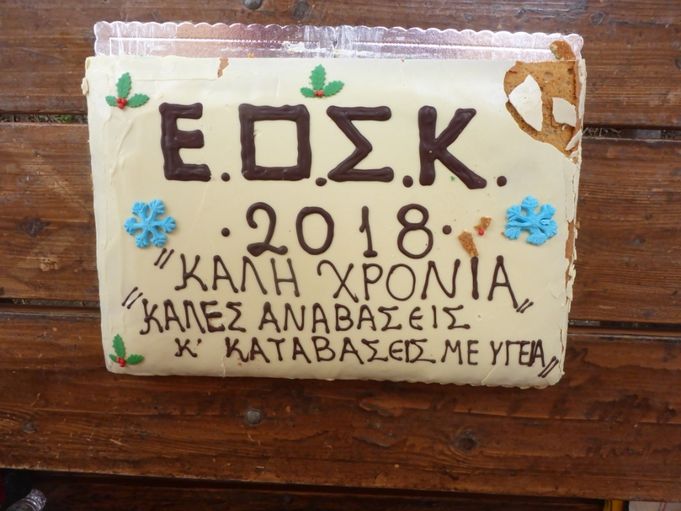 Ε.Ο.Σ.Κ.
·2018·
"ΚΑΛΗ ΧΡΟΝΙΑ"
"ΚΑΛΕΣ ΑΝΑΒΑΣΕΙΣ
Κ' ΚΑΤΑΒΑΣΕΙΣ ΜΕ ΥΓΕΙΑ"